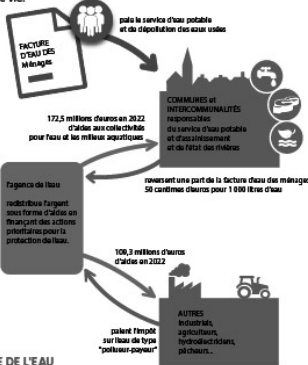 FACTURE
D'EAU DES
Ménages
paie le service d'eau potable
et de dépollution des eaux usées
172,5 millions d'euros en 2022
d'aides aux collectivités
pour l'eau et les milieux aquatiques
COMMUNES et
INTERCOMMUNALITÉS
responsables
du service d'eau potable
et d'assainissement
et de l'état des rivières
reversent une part de la facture d'eau des ménages
50 centimes d'euros pour 1 000 litres d'eau
l'agence de l'eau
redistribue l'argent
sous forme d'aides en
finançant des actions
prioritaires pour la
protection de l'eau.
109,3 millions d'euros
d'aides en 2022
paient l'impôt
sur l'eau de type
"pollueur-payeur"
AUTRES
industriels,
agriculteurs,
hydroélectriciens,
pêcheurs...
E DE L'EAU